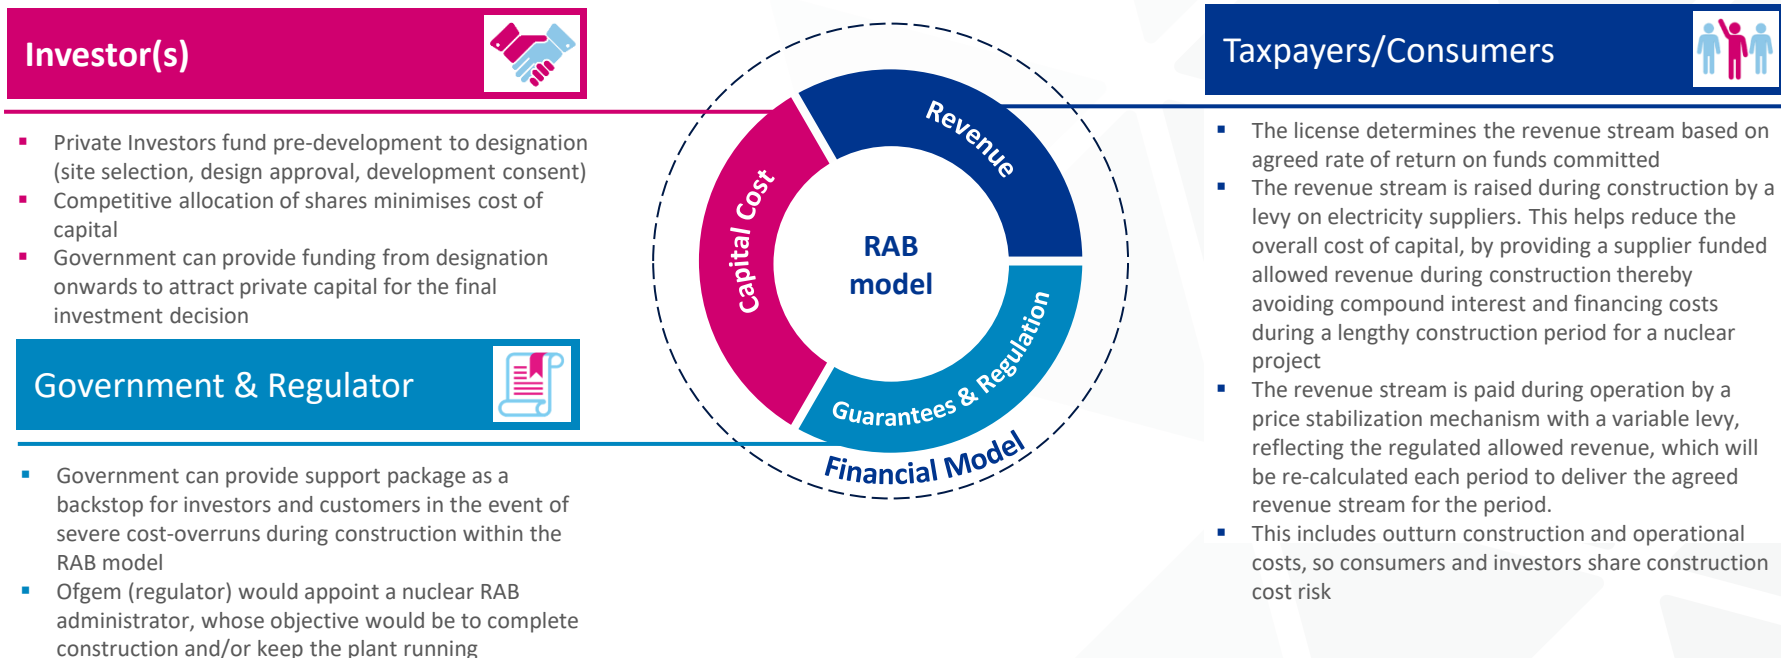 Investor(s)
▪ Private Investors fund pre-development to designation
(site selection, design approval, development consent)
▪ Competitive allocation of shares minimises cost of
capital
▪ Government can provide funding from designation
onwards to attract private capital for the final
investment decision
Government & Regulator
▪ Government can provide support package as a
backstop for investors and customers in the event of
severe cost-overruns during construction within the
RAB model
▪ Ofgem (regulator) would appoint a nuclear RAB
administrator, whose objective would be to complete
construction and/or keep the plant running
Capital Cost
Revenue
RAB
model
Guarantees & Regulation
Financial Model
Taxpayers/Consumers
▪ The license determines the revenue stream based on
agreed rate of return on funds committed
▪ The revenue stream is raised during construction by a
levy on electricity suppliers. This helps reduce the
overall cost of capital, by providing a supplier funded
allowed revenue during construction thereby
avoiding compound interest and financing costs
during a lengthy construction period for a nuclear
project
▪ The revenue stream is paid during operation by a
price stabilization mechanism with a variable levy,
reflecting the regulated allowed revenue, which will
be re-calculated each period to deliver the agreed
revenue stream for the period.
▪ This includes outturn construction and operational
costs, so consumers and investors share construction
cost risk